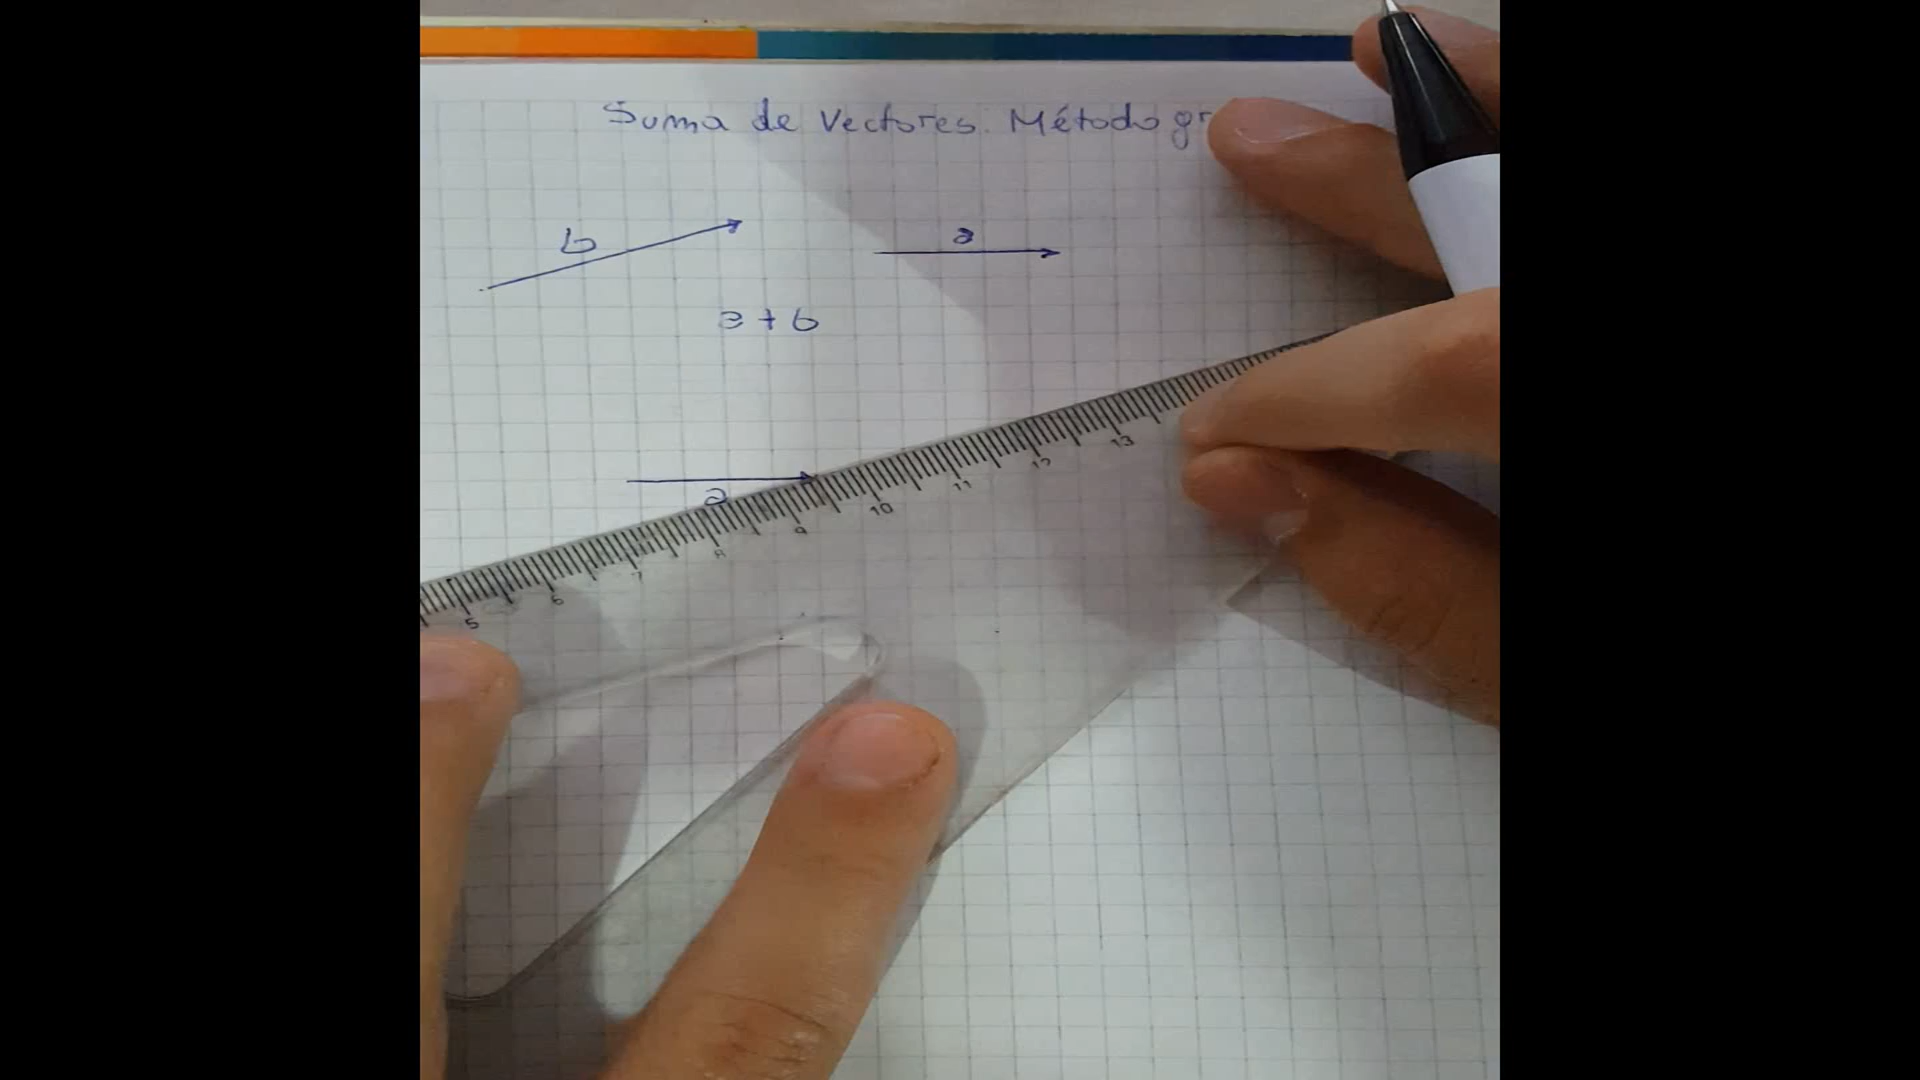 Suma de Vectores. Método gr
b
a
a + b
a
5 6 7 8 9 10 11 12 13